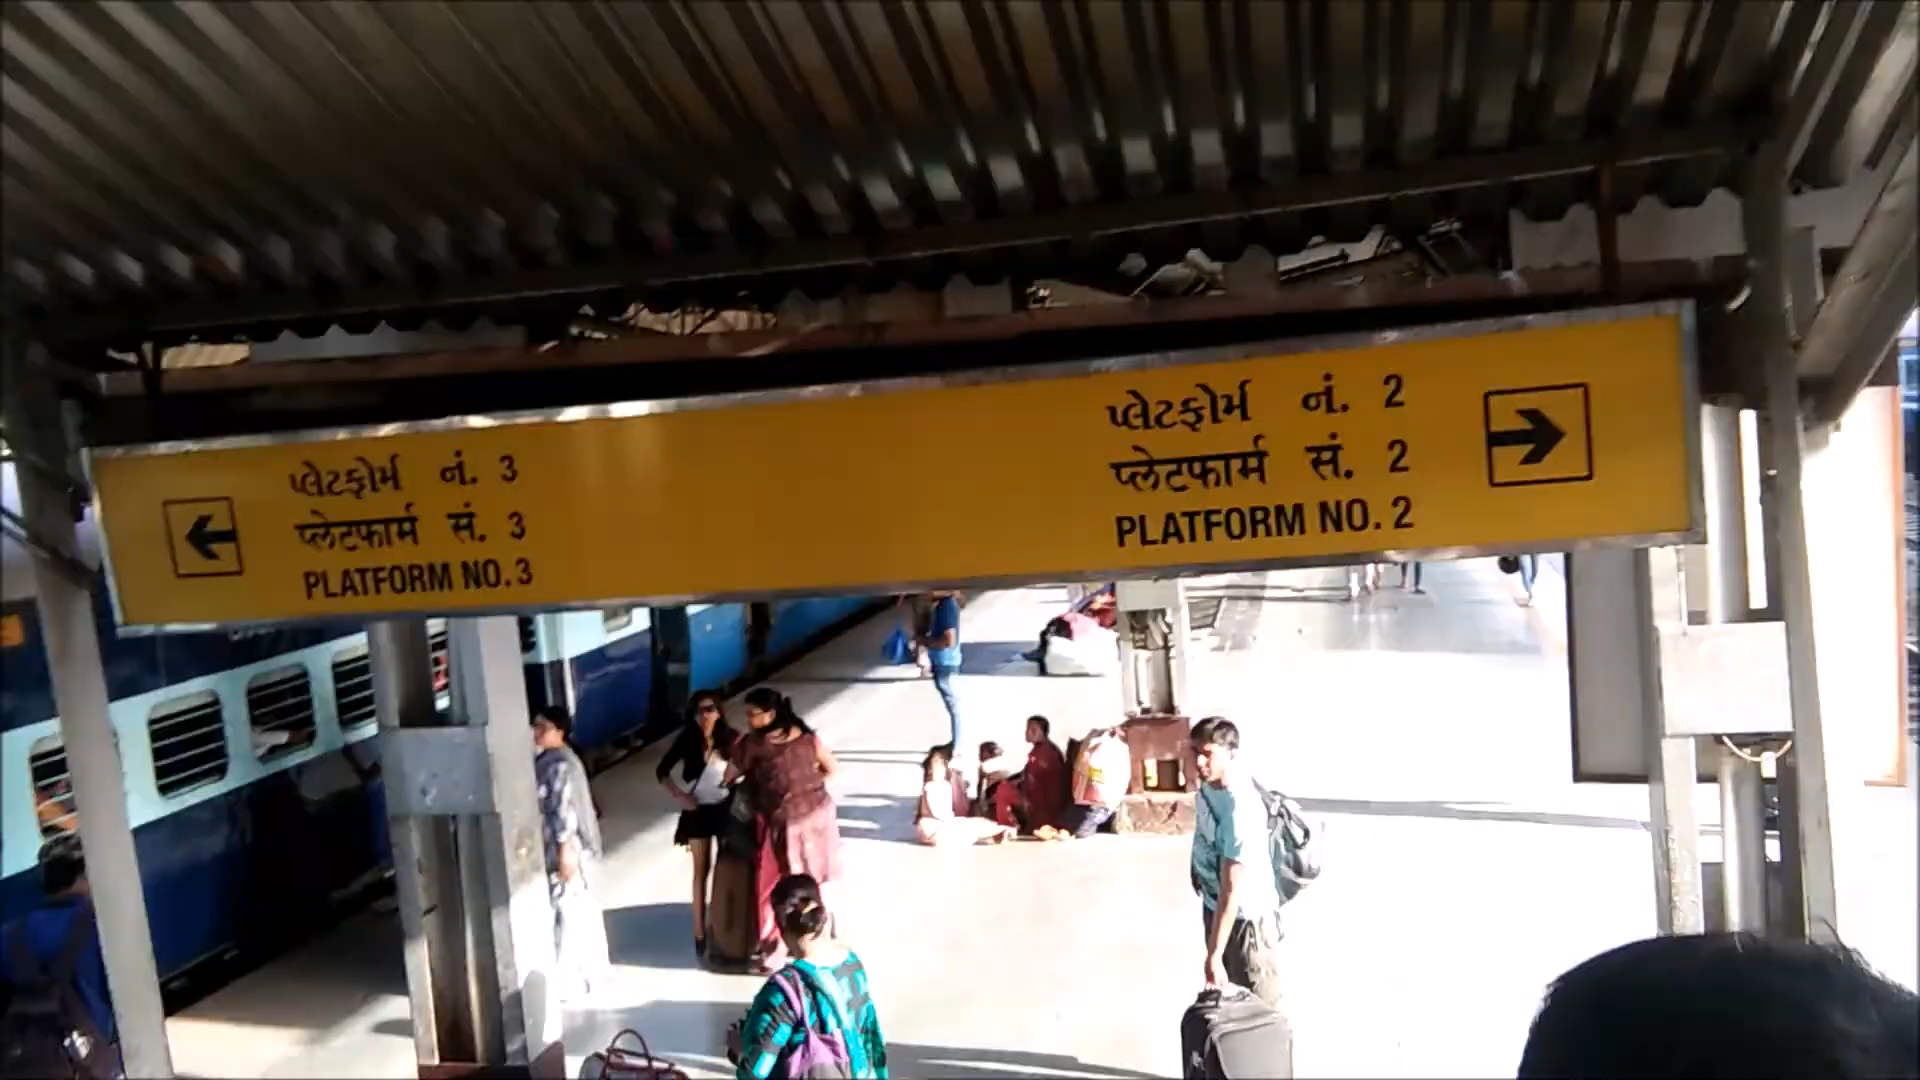 પ્લેટફોર્મ નં. 3
प्लेटफार्म सं. 3
PLATFORM NO. 3
પ્લેટફોર્મ નં. 2
प्लेटफार्म सं. 2
PLATFORM NO. 2